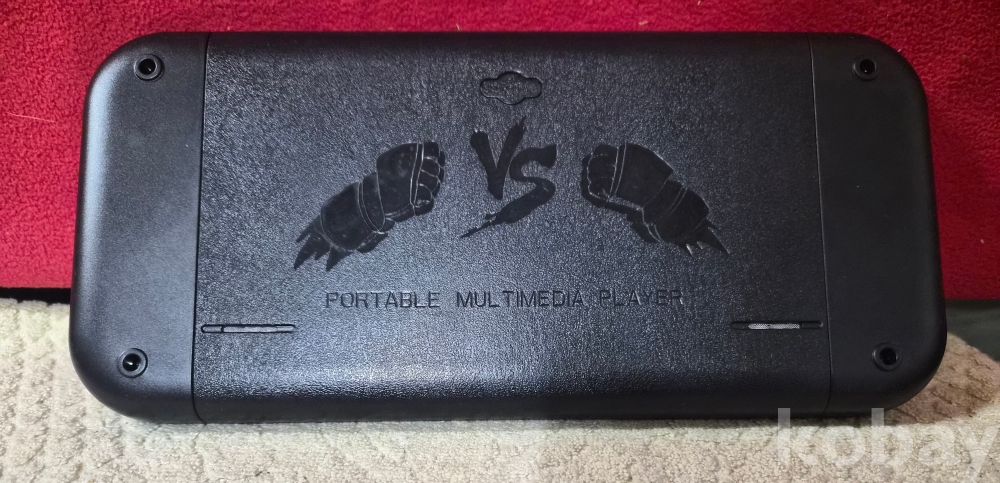 VS
PORTABLE MULTIMEDIA PLAYER
kobay